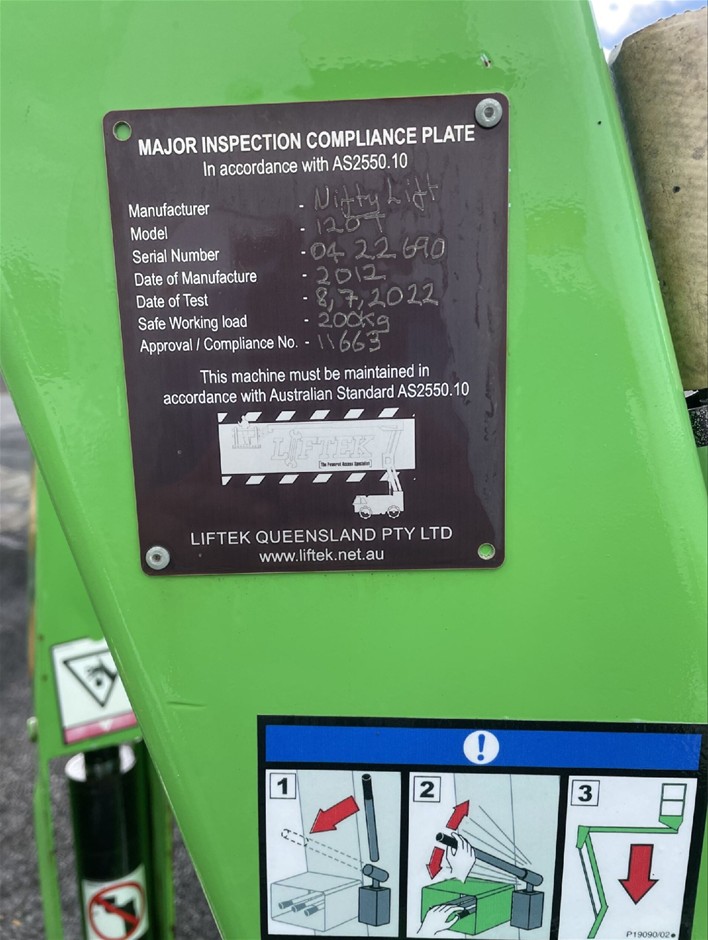 MAJOR INSPECTION COMPLIANCE PLATE
In accordance with AS2550.10
Manufacturer - Nifty Lift
Model - 120T
Serial Number - 04 22690
Date of Manufacture - 2012
Date of Test - 8,7,2022
Safe Working load - 200kg
Approval / Compliance No. - 11663
This machine must be maintained in
accordance with Australian Standard AS2550.10
LIFTEK
The Powered Access Specialist
LIFTEK QUEENSLAND PTY LTD
www.liftek.net.au
!
1 2 3
P19090/02